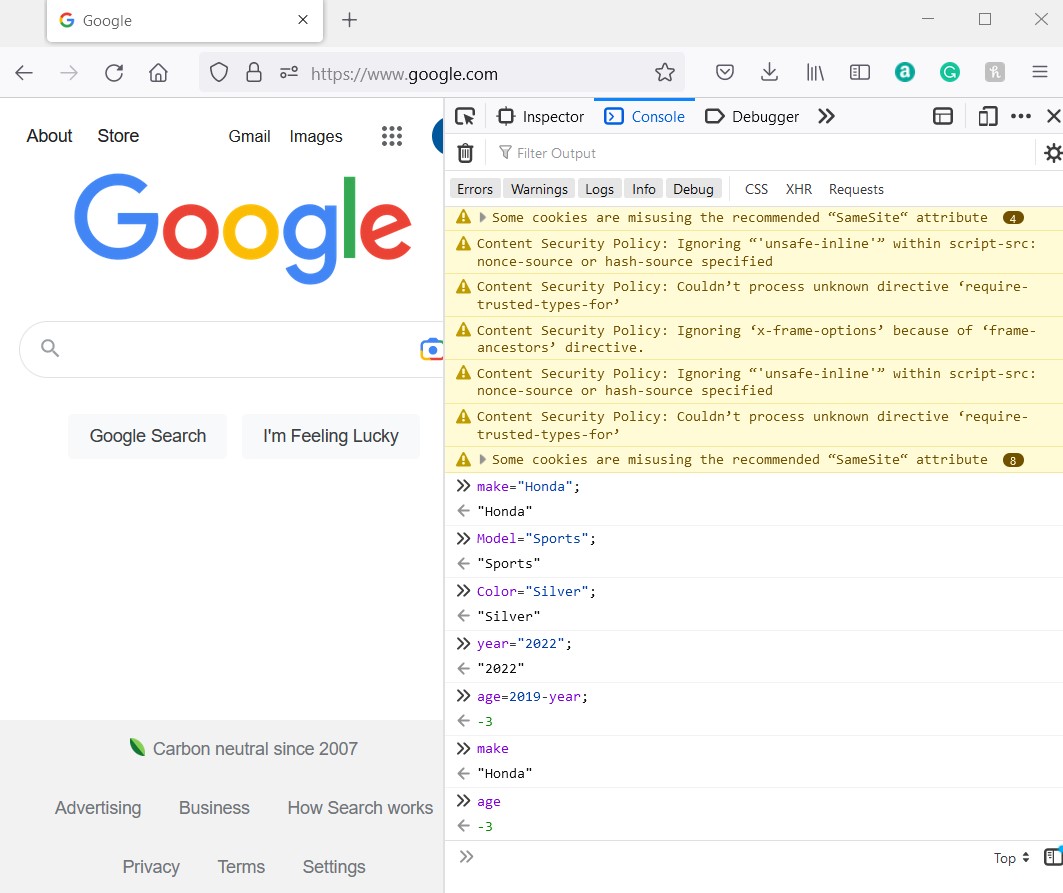 Google
https://www.google.com
About Store Gmail Images
Google
Google Search I'm Feeling Lucky
Carbon neutral since 2007
Advertising Business How Search works
Privacy Terms Settings
Inspector Console Debugger
Filter Output
Errors Warnings Logs Info Debug CSS XHR Requests
Some cookies are misusing the recommended “SameSite“ attribute 4
Content Security Policy: Ignoring “'unsafe-inline'” within script-src:
nonce-source or hash-source specified
Content Security Policy: Couldn’t process unknown directive ‘require-
trusted-types-for’
Content Security Policy: Ignoring ‘x-frame-options’ because of ‘frame-
ancestors’ directive.
Content Security Policy: Ignoring “'unsafe-inline'” within script-src:
nonce-source or hash-source specified
Content Security Policy: Couldn’t process unknown directive ‘require-
trusted-types-for’
Some cookies are misusing the recommended “SameSite“ attribute 8
make="Honda";
"Honda"
Model="Sports";
"Sports"
Color="Silver";
"Silver"
year="2022";
"2022"
age=2019-year;
-3
make
"Honda"
age
-3
Top